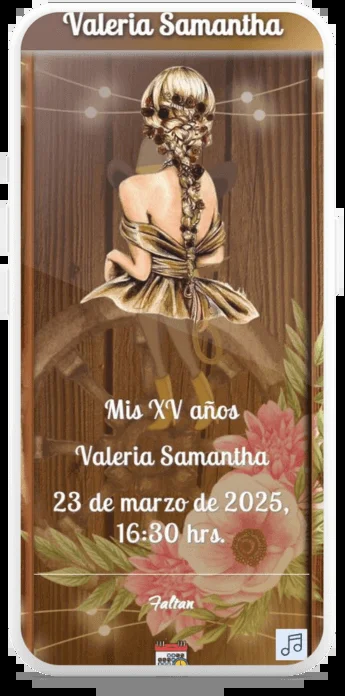 Valeria Samantha
Mis XV años
Valeria Samantha
23 de marzo de 2025,
16:30 hrs.
Faltan